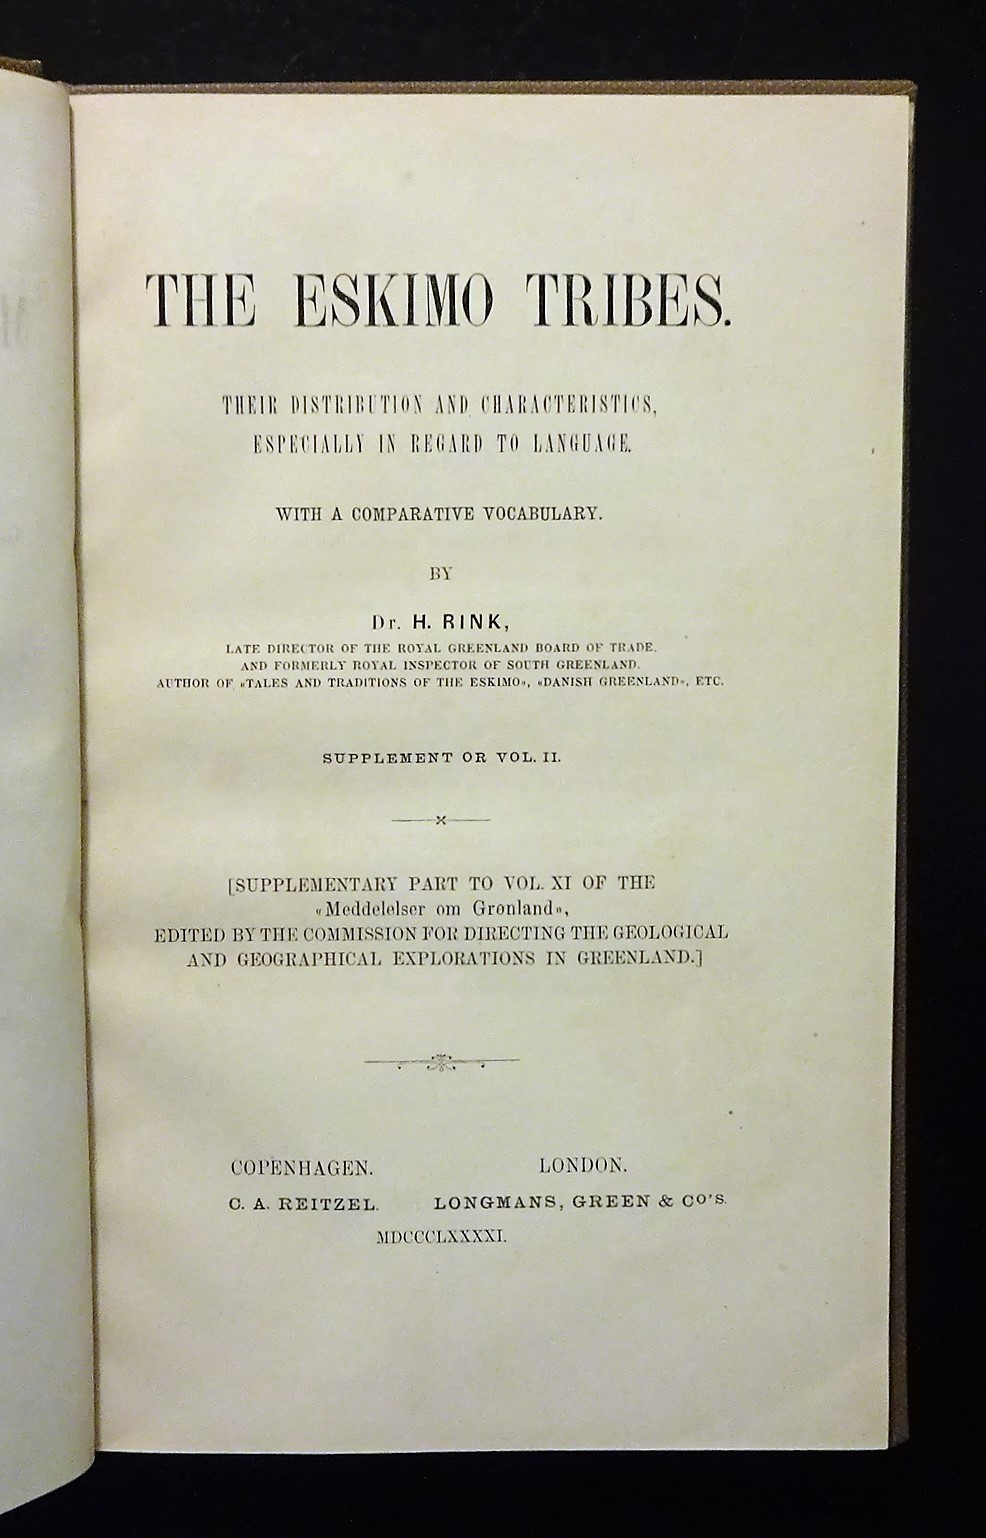 THE ESKIMO TRIBES.
THEIR DISTRIBUTION AND CHARACTERISTICS,
ESPECIALLY IN REGARD TO LANGUAGE.
WITH A COMPARATIVE VOCABULARY.
BY
Dr. H. RINK,
LATE DIRECTOR OF THE ROYAL GREENLAND BOARD OF TRADE,
AND FORMERLY ROYAL INSPECTOR OF SOUTH GREENLAND.
AUTHOR OF «TALES AND TRADITIONS OF THE ESKIMO», «DANISH GREENLAND», ETC.
SUPPLEMENT OR VOL. II.
[SUPPLEMENTARY PART TO VOL. XI OF THE
«Meddelelser om Grønland»,
EDITED BY THE COMMISSION FOR DIRECTING THE GEOLOGICAL
AND GEOGRAPHICAL EXPLORATIONS IN GREENLAND.]
COPENHAGEN. LONDON.
C. A. REITZEL. LONGMANS, GREEN & CO'S.
MDCCCLXXXXI.